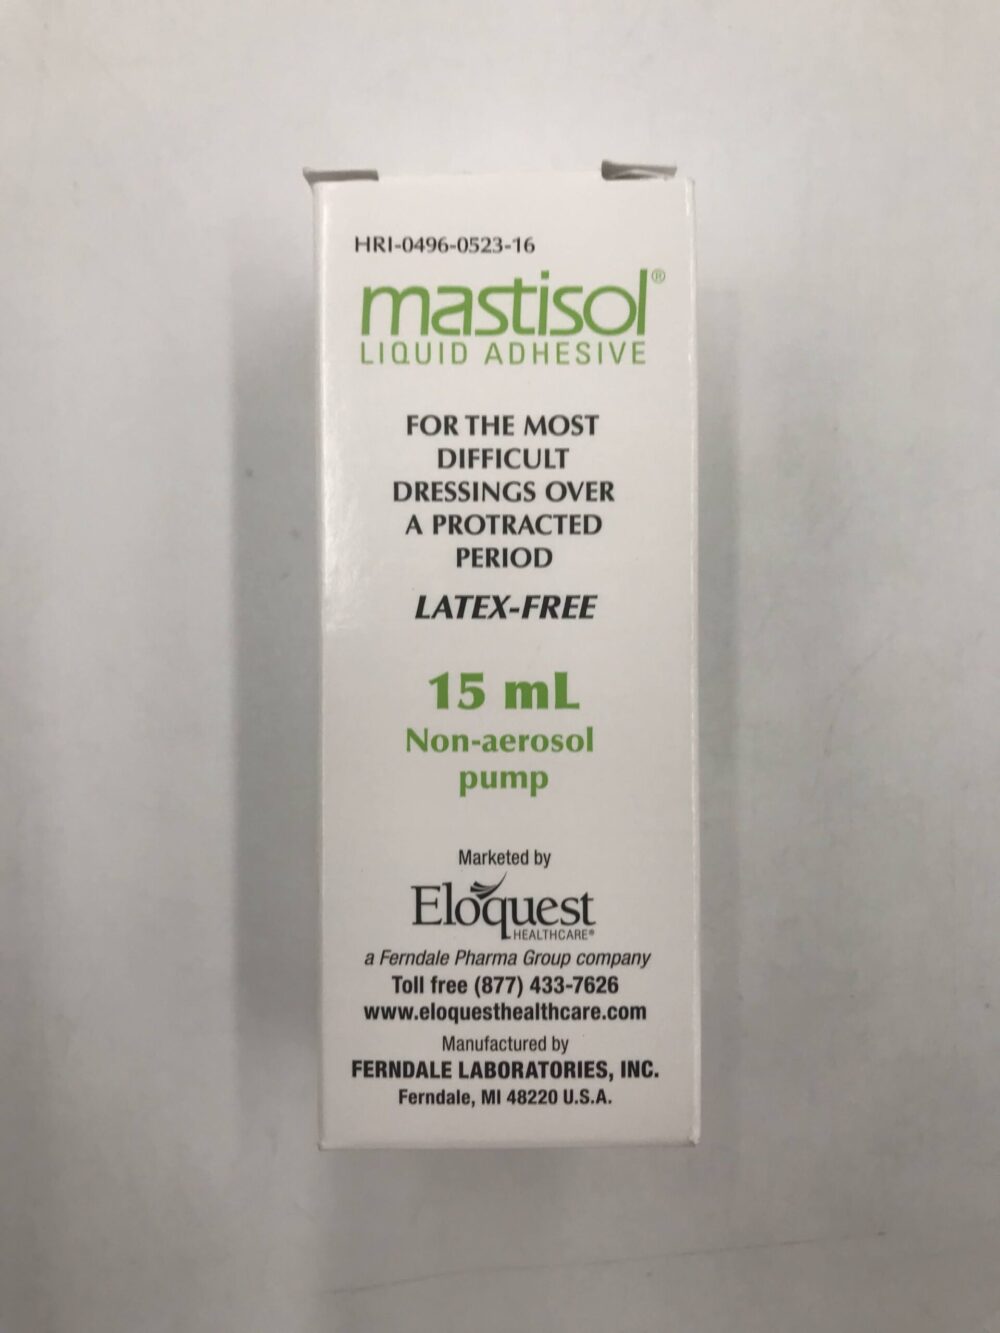 HRI-0496-0523-16
mastisol®
LIQUID ADHESIVE
FOR THE MOST
DIFFICULT
DRESSINGS OVER
A PROTRACTED
PERIOD
LATEX-FREE
15 mL
Non-aerosol
pump
Marketed by
Eloquest
HEALTHCARE®
a Ferndale Pharma Group company
Toll free (877) 433-7626
www.eloquesthealthcare.com
Manufactured by
FERNDALE LABORATORIES, INC.
Ferndale, MI 48220 U.S.A.